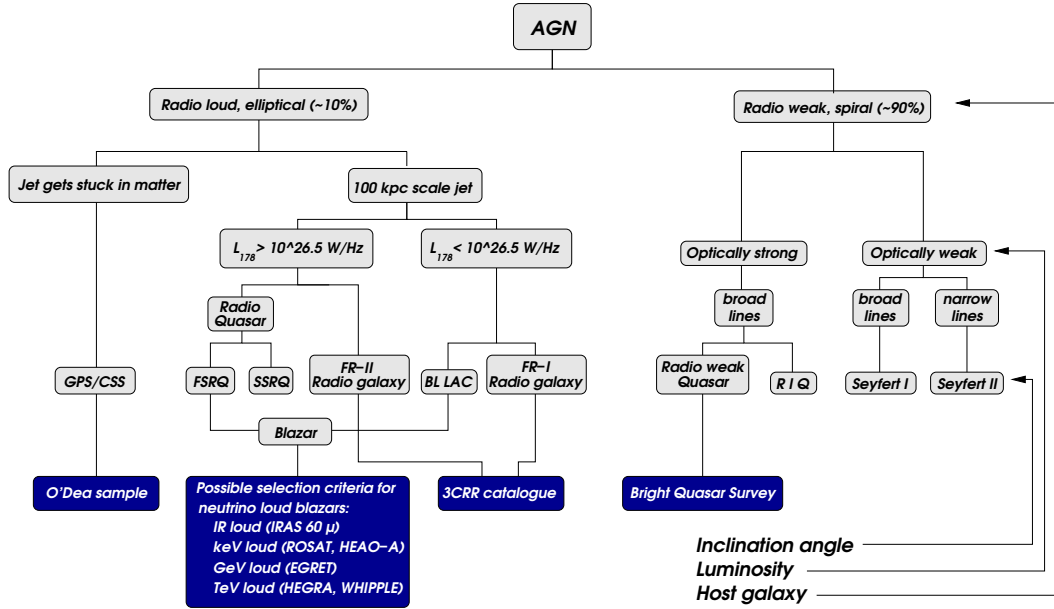 AGN
Radio loud, elliptical (~10%)
Radio weak, spiral (~90%)
Jet gets stuck in matter
100 kpc scale jet
L178 > 10^26.5 W/Hz
L178 < 10^26.5 W/Hz
Optically strong
Optically weak
Radio
Quasar
broad
lines
broad
lines
narrow
lines
GPS/CSS
FSRQ
SSRQ
FR−II
Radio galaxy
BL LAC
FR−I
Radio galaxy
Radio weak
Quasar
R I Q
Seyfert I
Seyfert II
Blazar
O'Dea sample
Possible selection criteria for
neutrino loud blazars:
IR loud (IRAS 60 µ)
keV loud (ROSAT, HEAO−A)
GeV loud (EGRET)
TeV loud (HEGRA, WHIPPLE)
3CRR catalogue
Bright Quasar Survey
Inclination angle
Luminosity
Host galaxy